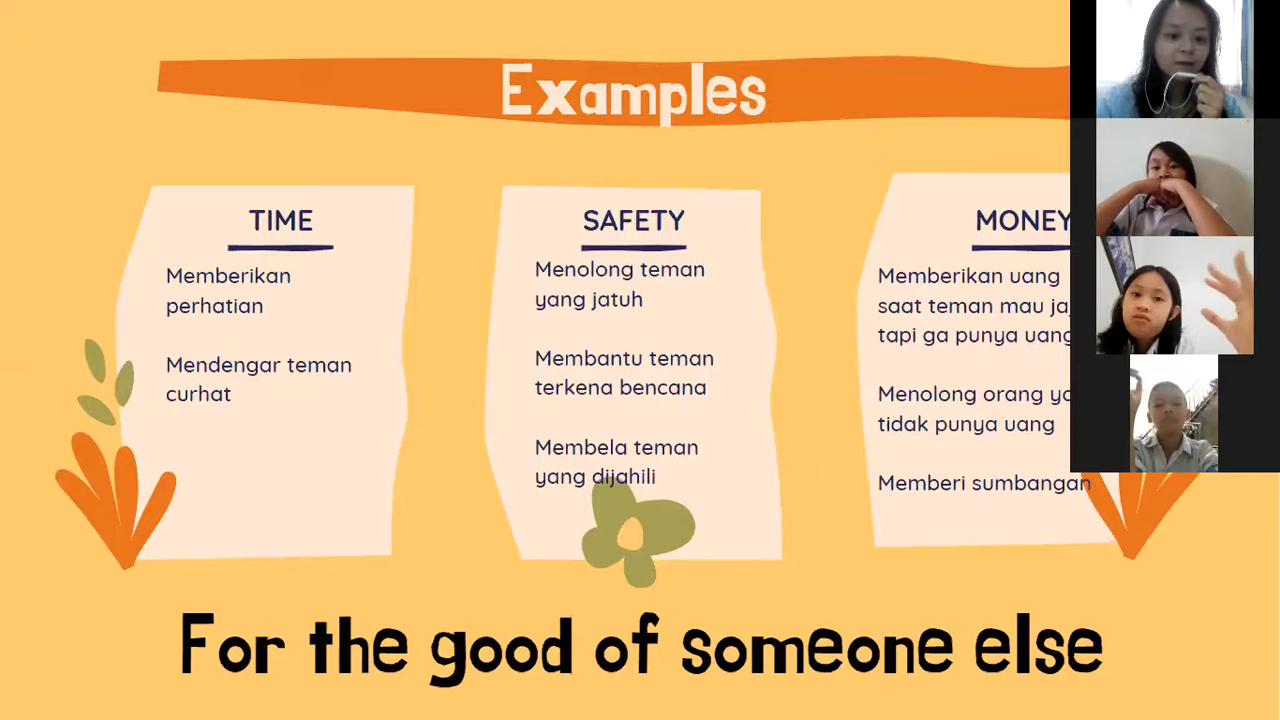 Examples
TIME
Memberikan
perhatian
Mendengar teman
curhat
SAFETY
Menolong teman
yang jatuh
Membantu teman
terkena bencana
Membela teman
yang dijahili
MONEY
Memberikan uang
saat teman mau
tapi ga punya uang
Menolong orang
tidak punya uang
Memberi sumbangan
For the good of someone else